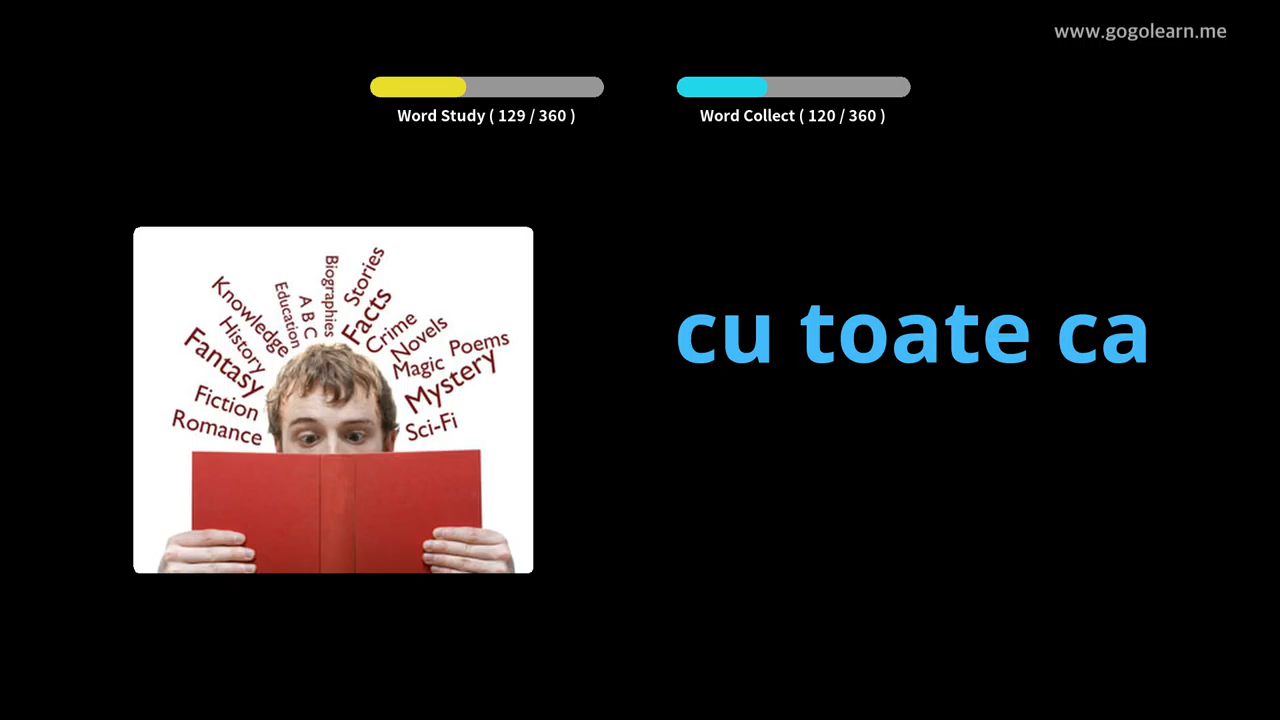 www.gogolearn.me
Word Study ( 129 / 360 )
Word Collect ( 120 / 360 )
cu toate ca
Stories
Biographies
Facts
A B C
Education
Knowledge
Crime
Novels
History
Poems
Magic
Fantasy
Mystery
Fiction
Sci-Fi
Romance